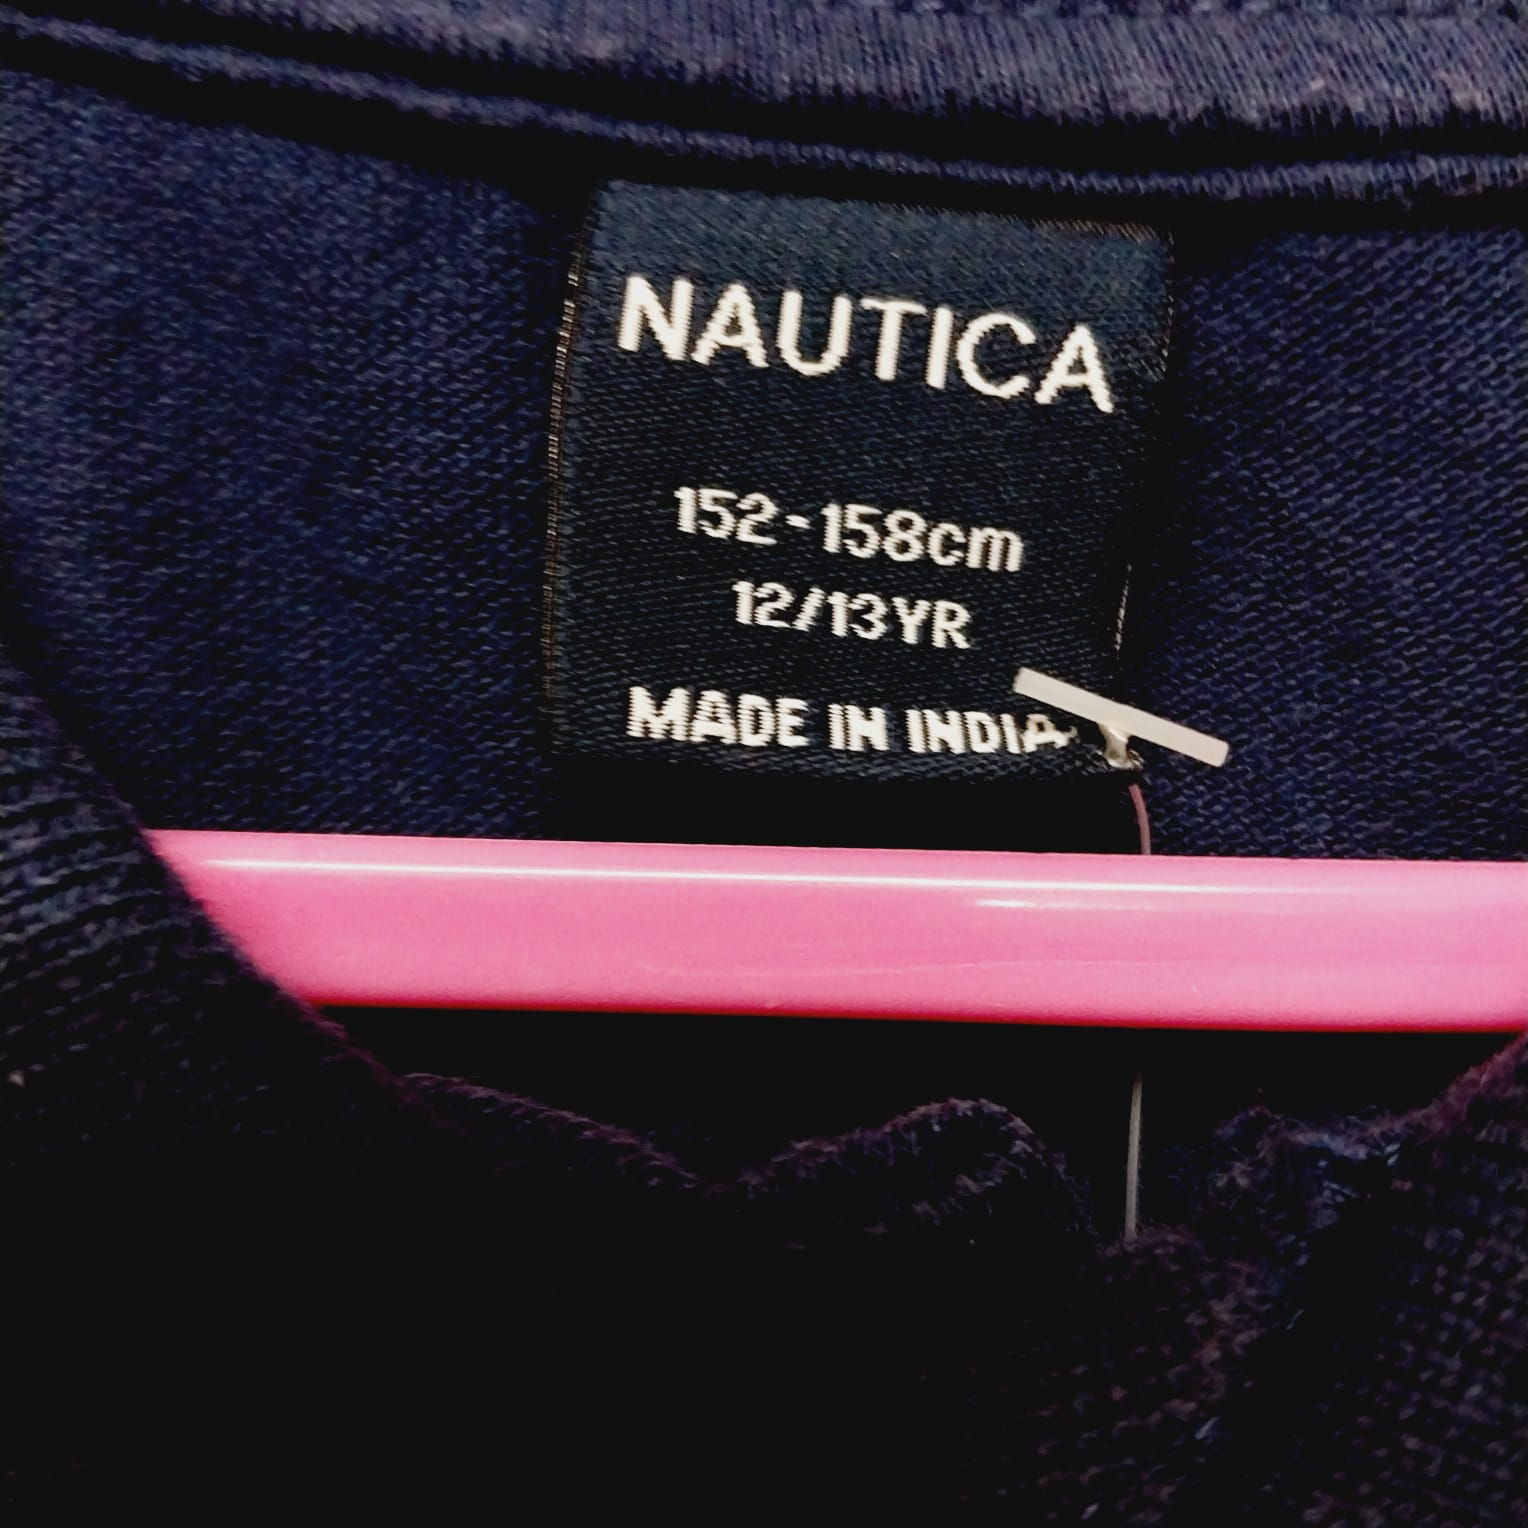 NAUTICA
152-158cm
12/13YR
MADE IN INDIA